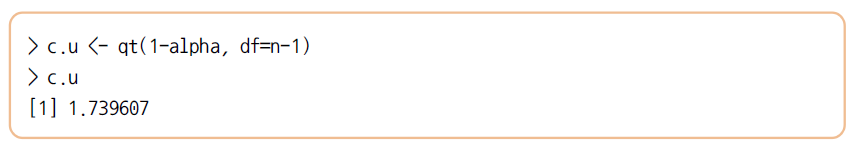 > c.u <- qt(1-alpha, df=n-1)
> c.u
[1] 1.739607